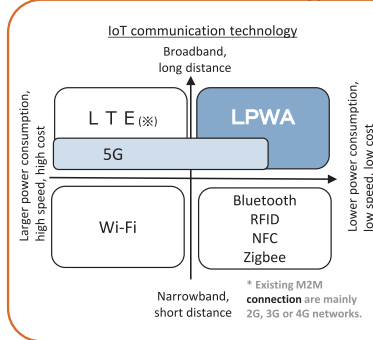 IoT communication technology
Broadband,
long distance
Larger power consumption,
high speed, high cost
LTE(※)
LPWA
5G
Lower power consumption,
low speed, low cost
Wi-Fi
Bluetooth
RFID
NFC
Zigbee
Narrowband,
short distance
* Existing M2M
connection are mainly
2G, 3G or 4G networks.